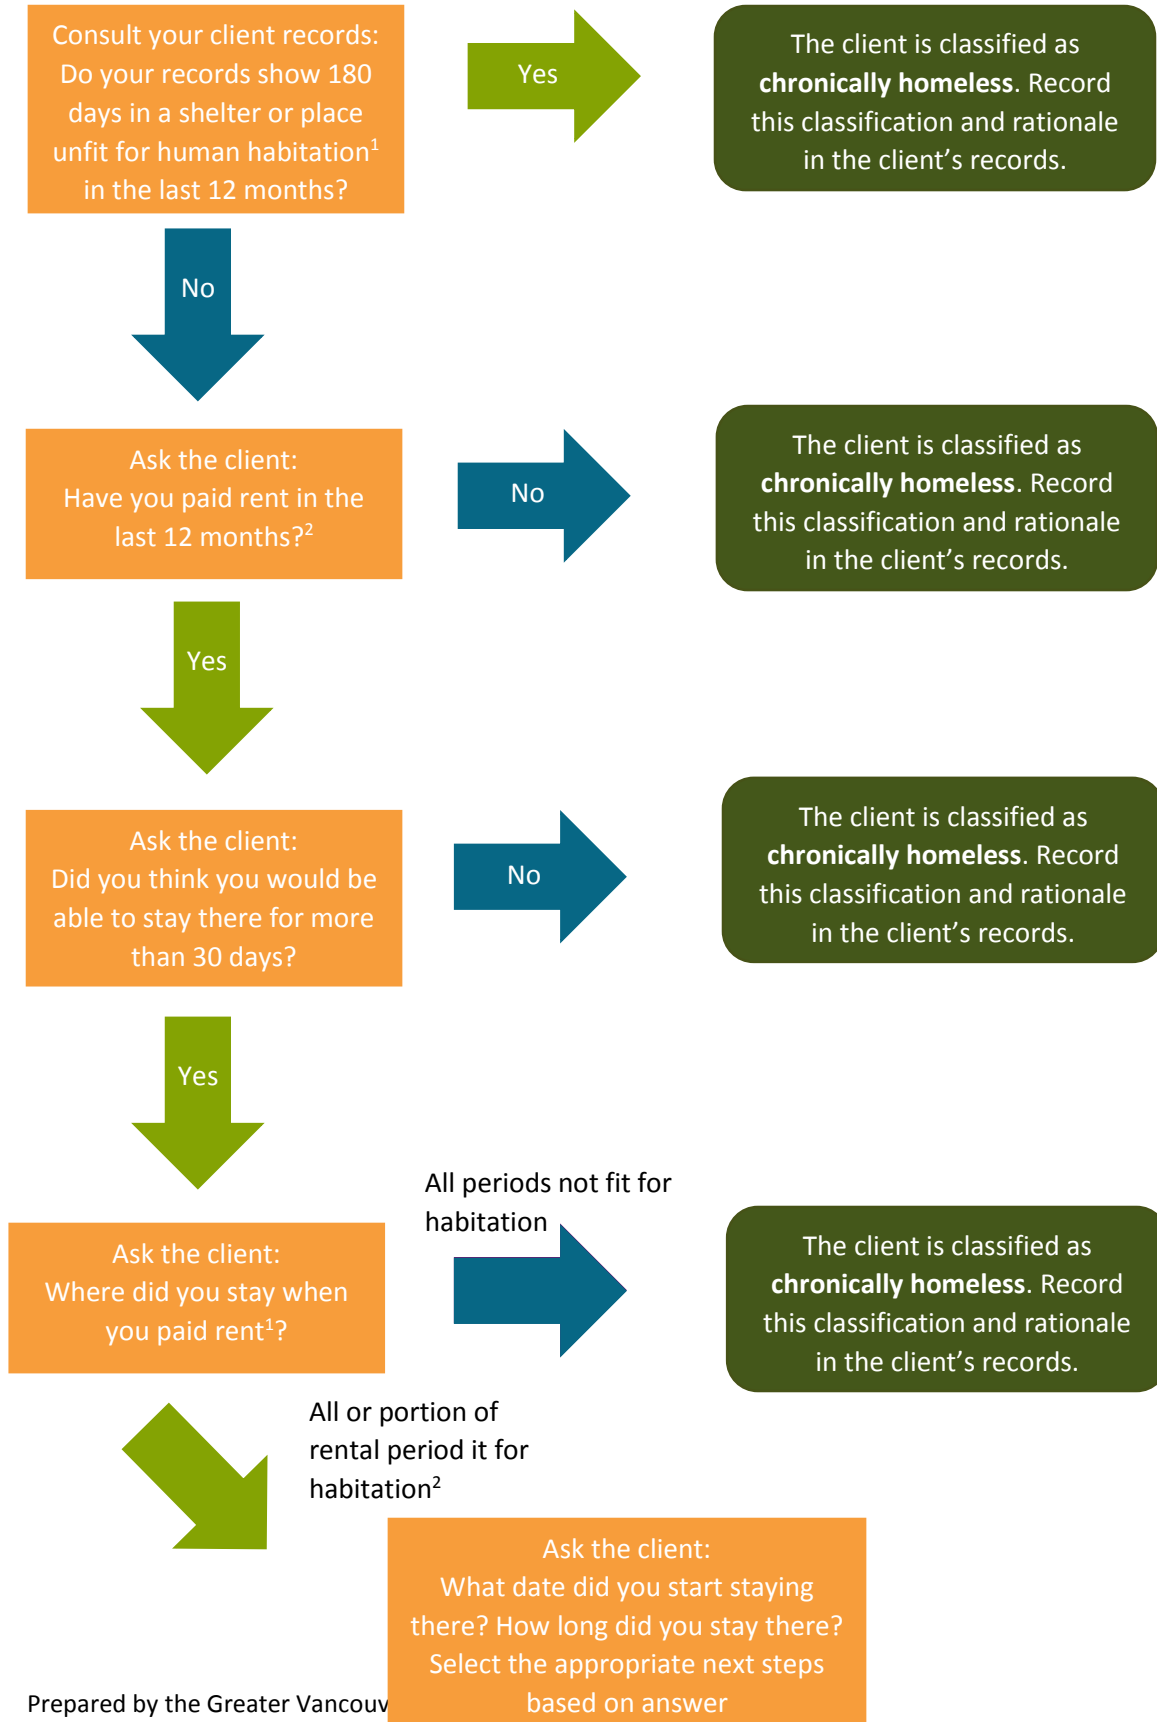 Consult your client records:
Do your records show 180
days in a shelter or place
unfit for human habitation¹
in the last 12 months?
Yes
The client is classified as
chronically homeless. Record
this classification and rationale
in the client's records.
No
Ask the client:
Have you paid rent in the
last 12 months?²
No
The client is classified as
chronically homeless. Record
this classification and rationale
in the client's records.
Yes
Ask the client:
Did you think you would be
able to stay there for more
than 30 days?
No
The client is classified as
chronically homeless. Record
this classification and rationale
in the client's records.
Yes
All periods not fit for
habitation
Ask the client:
Where did you stay when
you paid rent¹?
The client is classified as
chronically homeless. Record
this classification and rationale
in the client's records.
All or portion of
rental period it for
habitation²
Ask the client:
What date did you start staying
there? How long did you stay there?
Select the appropriate next steps
based on answer
Prepared by the Greater Vancouv